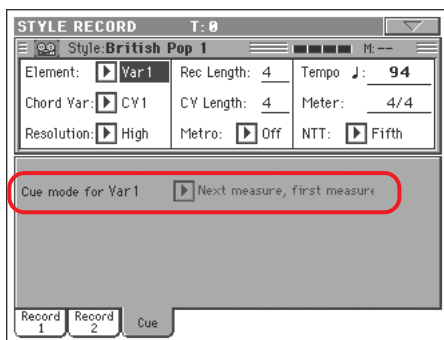 STYLE RECORD T:0
Style:British Pop 1 M:--
Element: Var1 Rec Length: 4 Tempo ♩: 94
Chord Var: CV1 CV Length: 4 Meter: 4/4
Resolution: High Metro: Off NTT: Fifth
Cue mode for Var1 Next measure, first measure
Record 1 Record 2 Cue